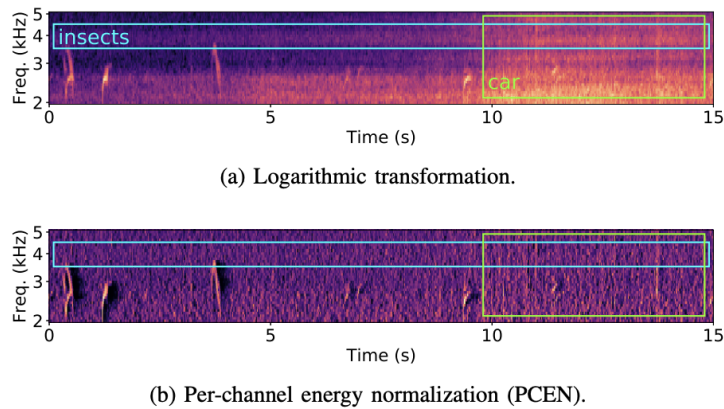 Freq. (kHz)
5
4
3
2
insects
car
0
5
10
15
Time (s)
(a) Logarithmic transformation.
Freq. (kHz)
5
4
3
2
0
5
10
15
Time (s)
(b) Per-channel energy normalization (PCEN).